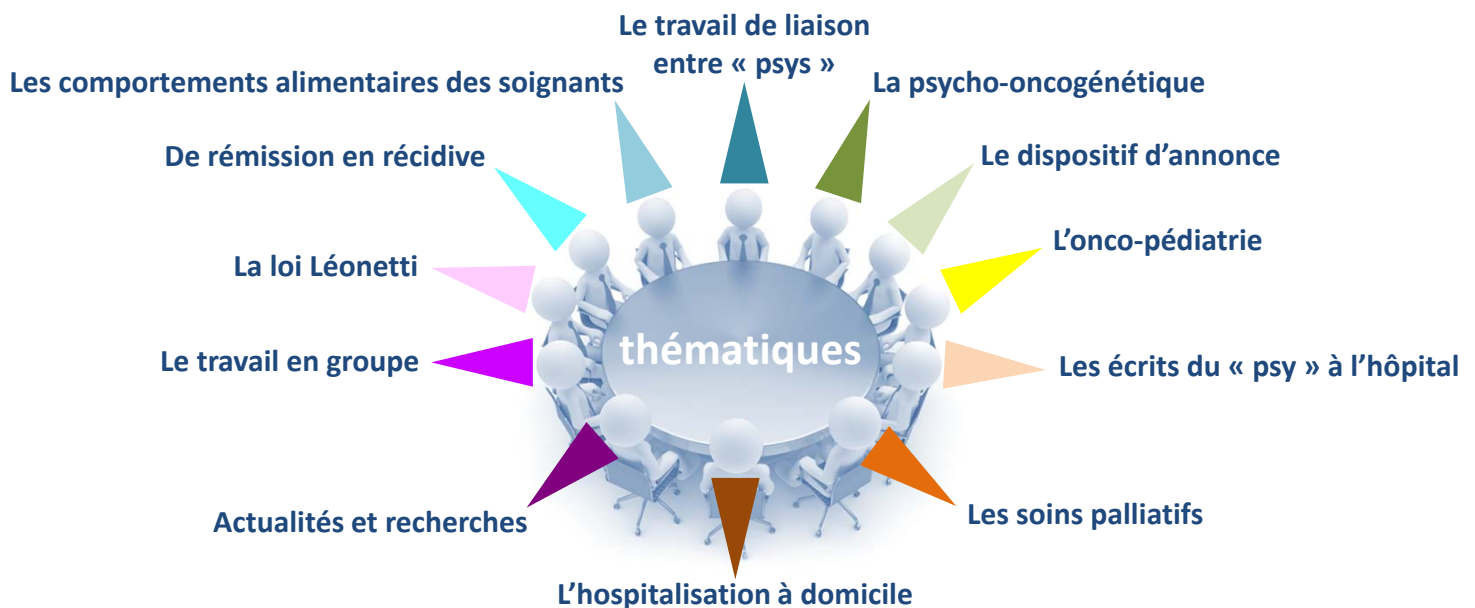 Le travail de liaison
entre « psys »
Les comportements alimentaires des soignants
La psycho-oncogénétique
De rémission en récidive
Le dispositif d’annonce
L’onco-pédiatrie
La loi Léonetti
thématiques
Le travail en groupe
Les écrits du « psy » à l’hôpital
Actualités et recherches
Les soins palliatifs
L’hospitalisation à domicile